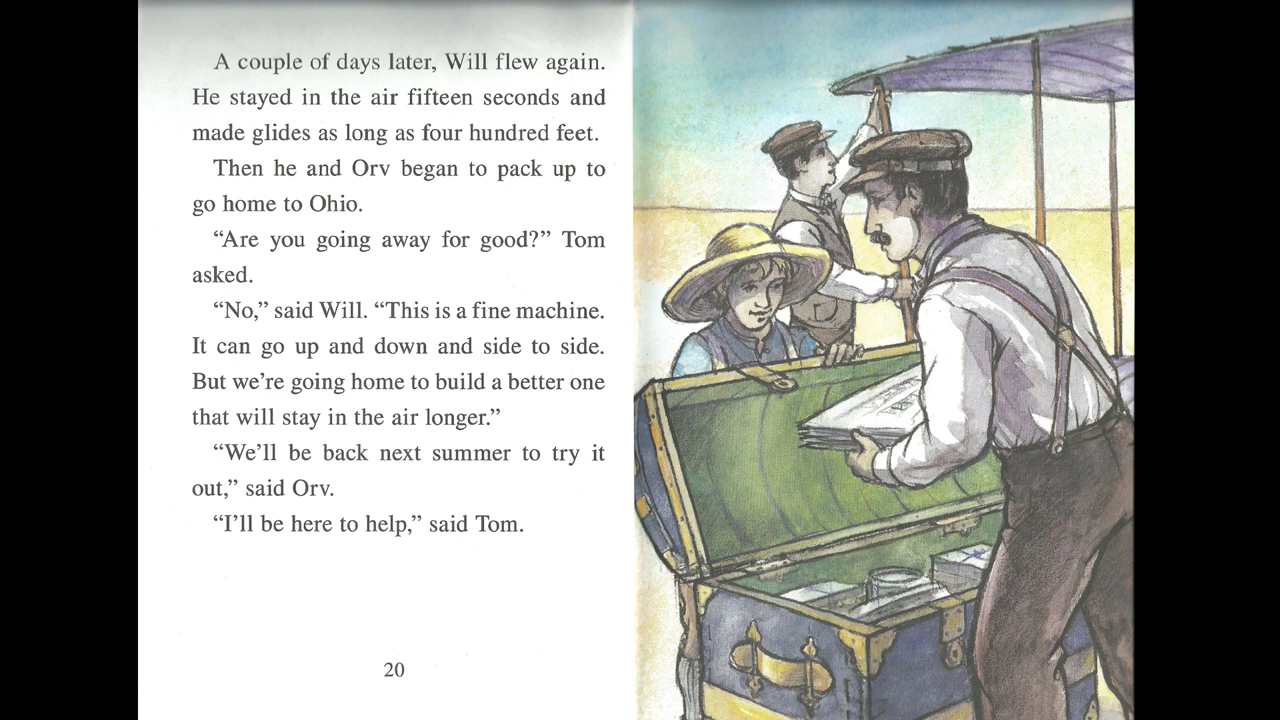 A couple of days later, Will flew again.
He stayed in the air fifteen seconds and
made glides as long as four hundred feet.
Then he and Orv began to pack up to
go home to Ohio.
“Are you going away for good?” Tom
asked.
“No,” said Will. “This is a fine machine.
It can go up and down and side to side.
But we’re going home to build a better one
that will stay in the air longer.”
“We’ll be back next summer to try it
out,” said Orv.
“I’ll be here to help,” said Tom.
20